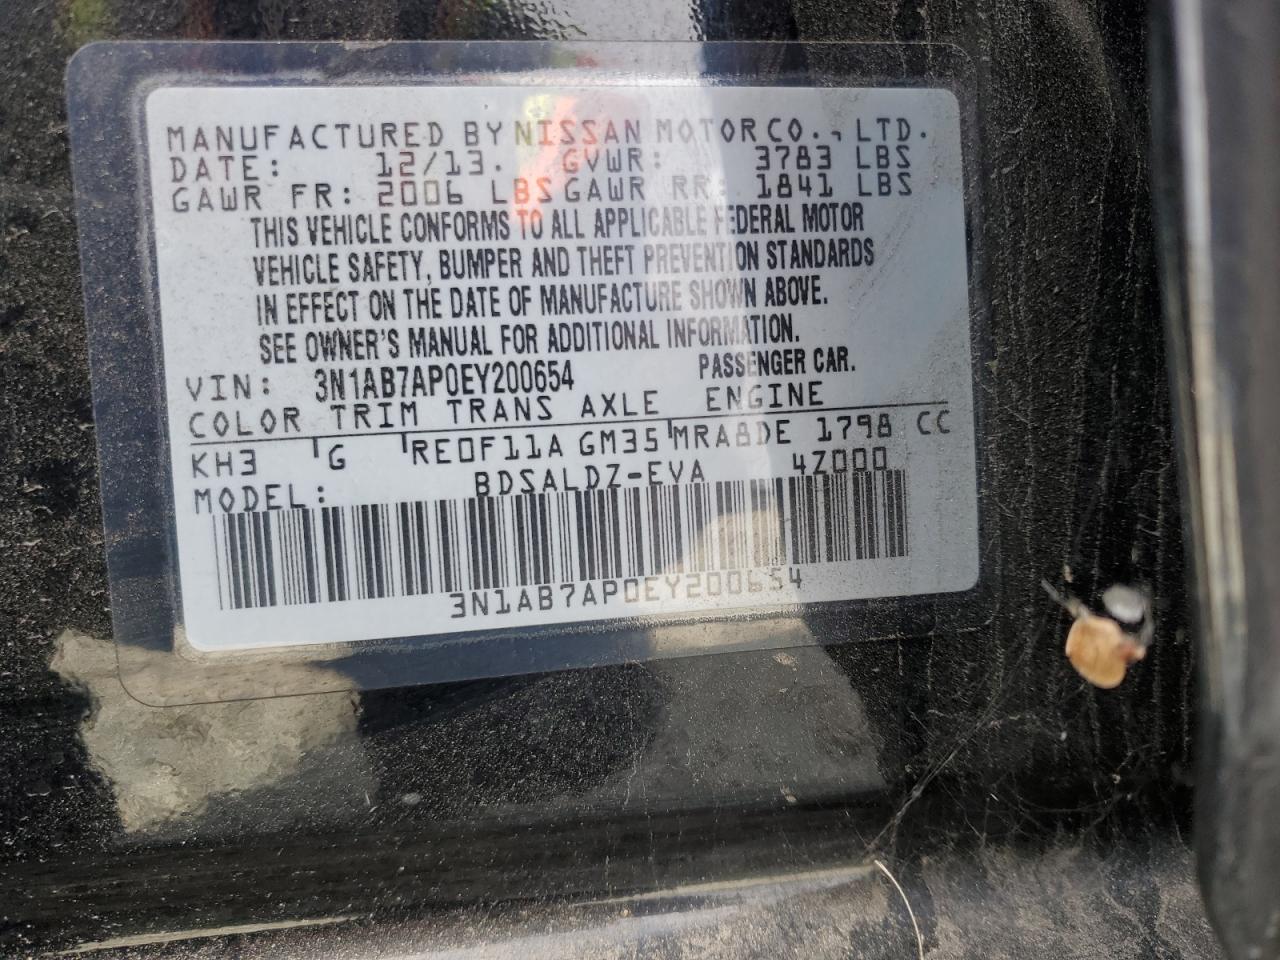 MANUFACTURED BY NISSAN MOTOR CO., LTD.
DATE: 12/13. GVWR: 3783 LBS
GAWR FR: 2006 LBS GAWR RR: 1841 LBS
THIS VEHICLE CONFORMS TO ALL APPLICABLE FEDERAL MOTOR
VEHICLE SAFETY, BUMPER AND THEFT PREVENTION STANDARDS
IN EFFECT ON THE DATE OF MANUFACTURE SHOWN ABOVE.
SEE OWNER'S MANUAL FOR ADDITIONAL INFORMATION.
VIN: 3N1AB7AP0EY200654 PASSENGER CAR.
COLOR TRIM TRANS AXLE ENGINE
KH3 G RE0F11A GM35 MRA8DE 1798 CC
MODEL: BDSALDZ-EVA 4Z000
3N1AB7AP0EY200654